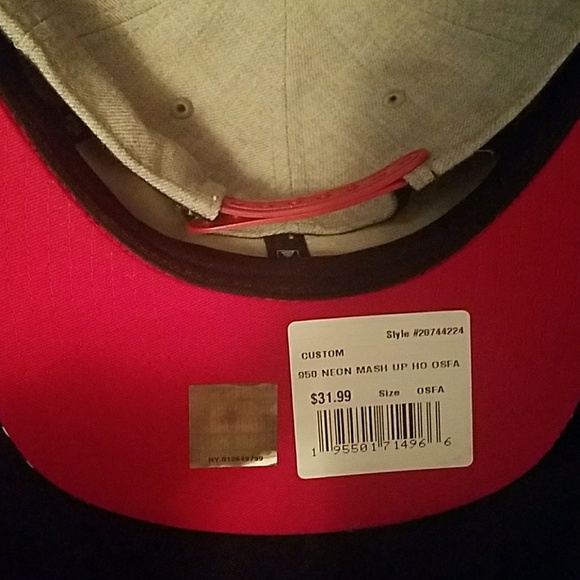 Style #20744224
CUSTOM
950 NEON MASH UP HO OSFA
$31.99 Size OSFA
1 95501 71496 6